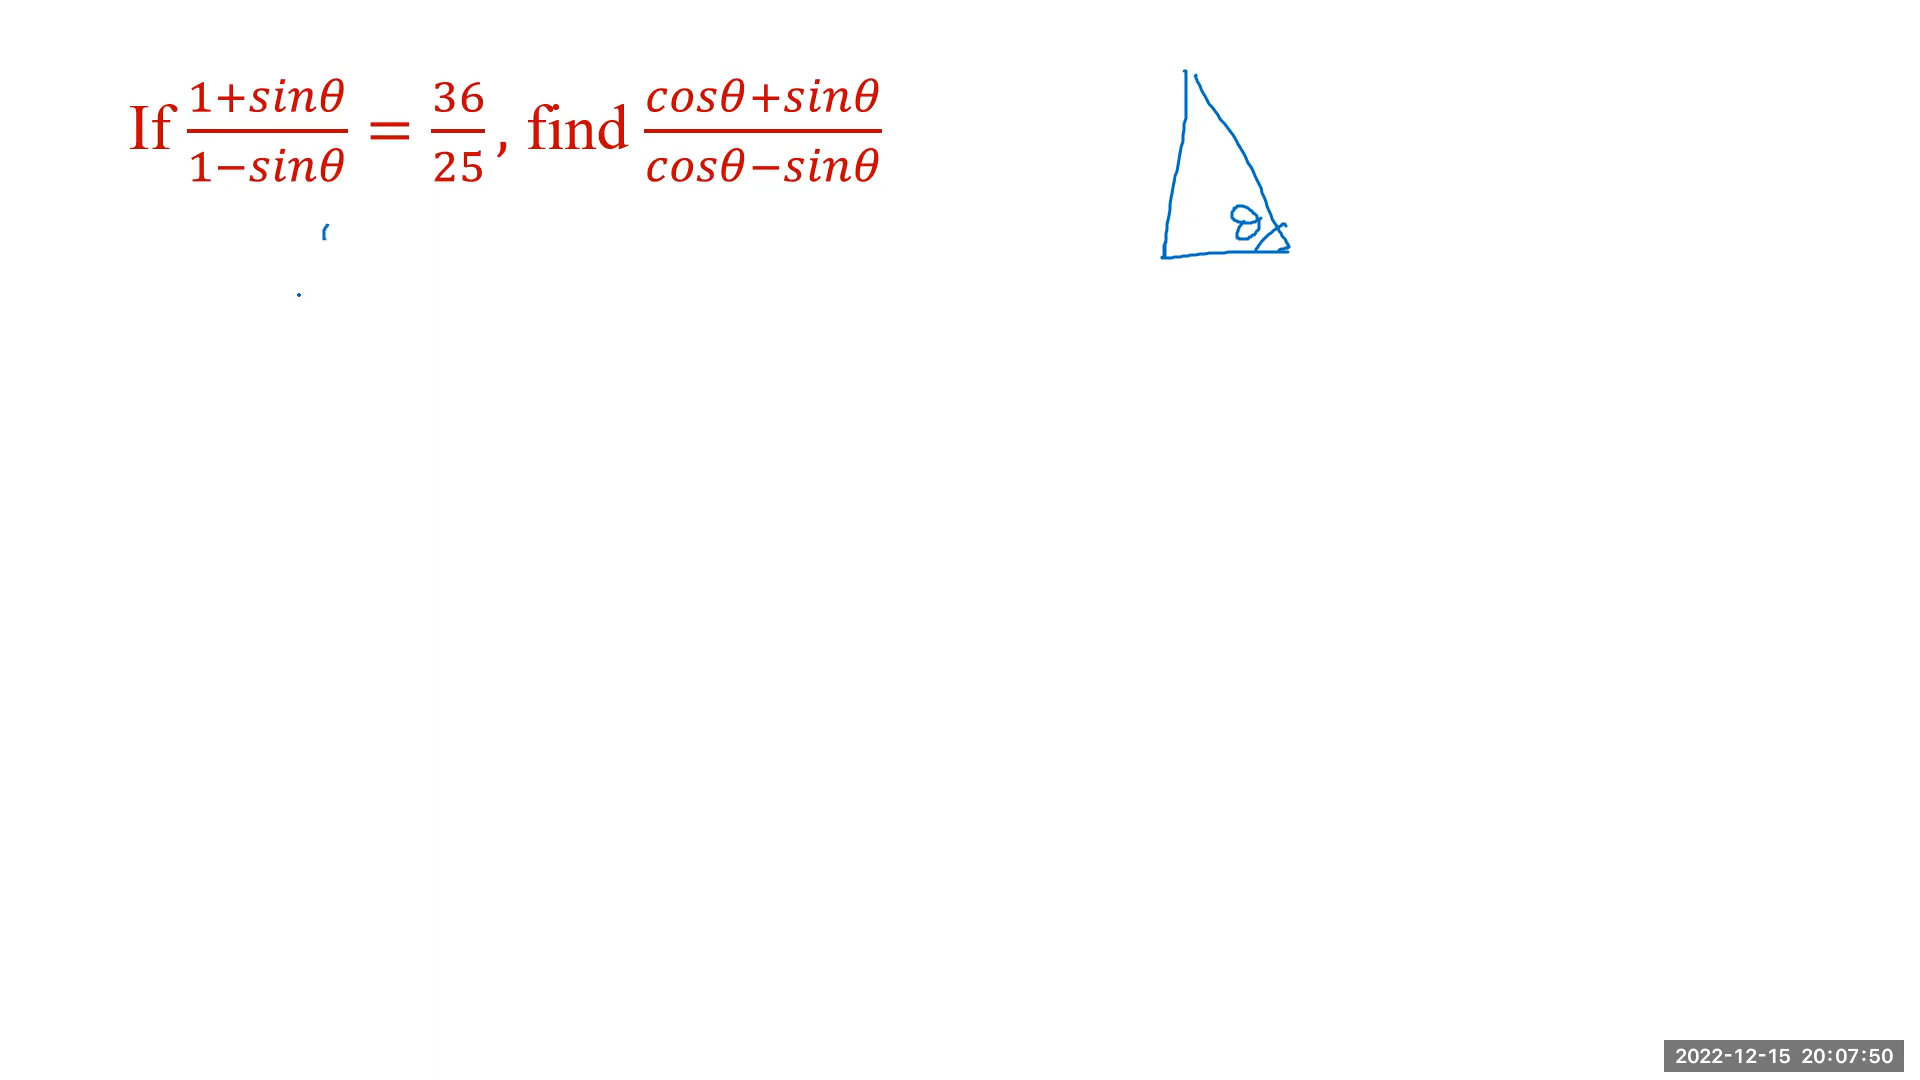 If (1+sinθ)/(1−sinθ) = 36/25, find (cosθ+sinθ)/(cosθ−sinθ)
θ
2022-12-15 20:07:50